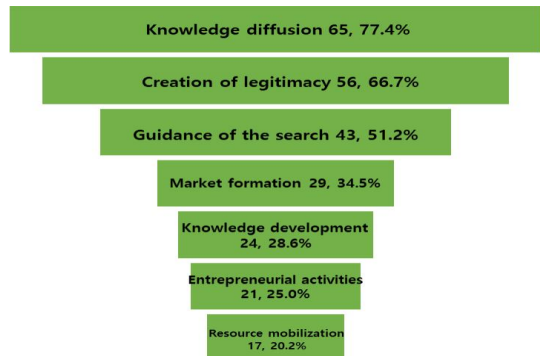 Knowledge diffusion 65, 77.4%
Creation of legitimacy 56, 66.7%
Guidance of the search 43, 51.2%
Market formation 29, 34.5%
Knowledge development
24, 28.6%
Entrepreneurial activities
21, 25.0%
Resource mobilization
17, 20.2%